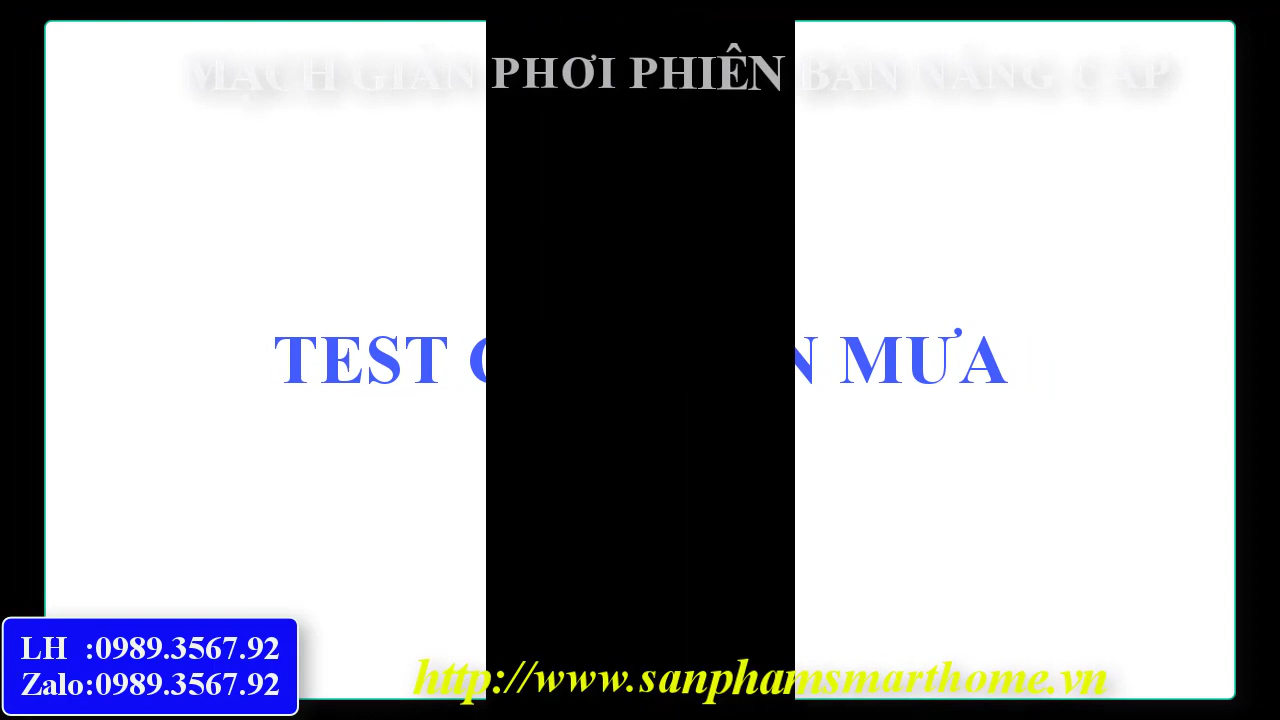 MẠCH GIÀN PHƠI PHIÊN BẢN NÂNG CẤP
TEST MƯA
LH :0989.3567.92
Zalo:0989.3567.92
http://www.sanphamsmarthome.vn